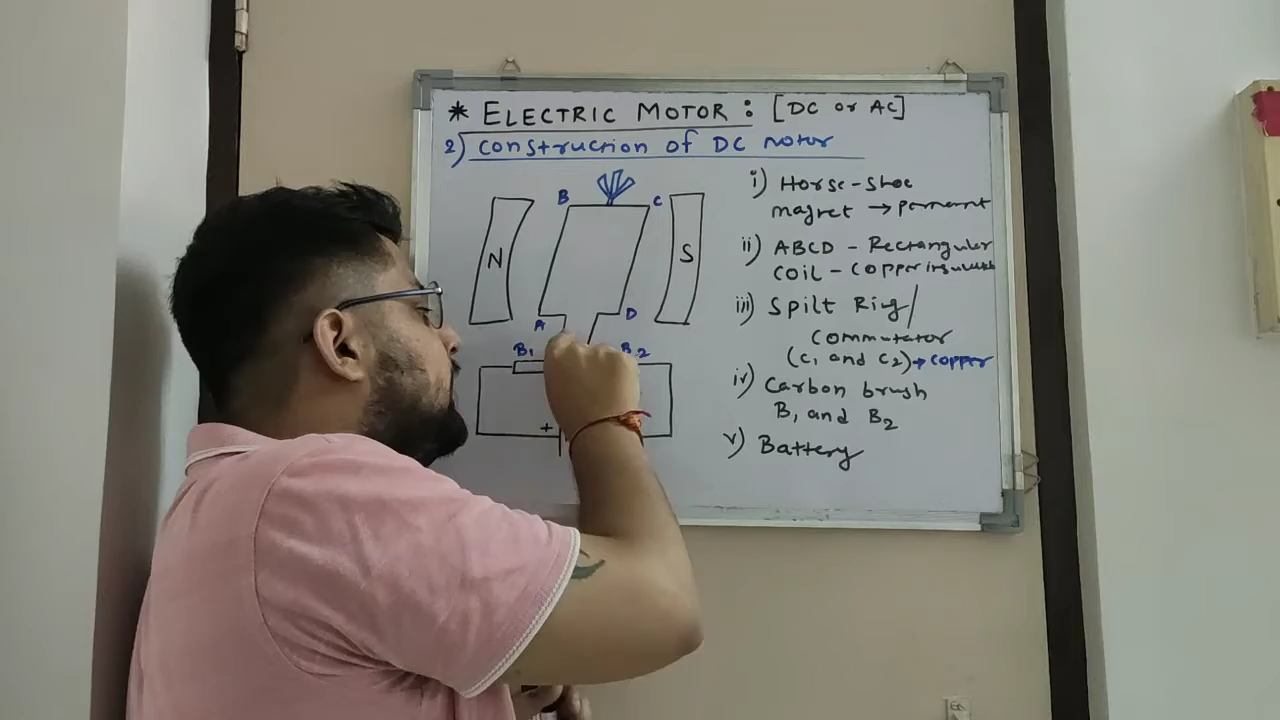 * ELECTRIC MOTOR : [DC or AC]
2) construction of DC motor
B
C
N
S
A
D
B1
B2
+
i) Horse-shoe
magnet → permanent
ii) ABCD - Rectangular
COIL - Copper insulated
iii) Spilt Ring/
commutator
(C1 and C2) → copper
iv) Carbon brush
B1 and B2
v) Battery